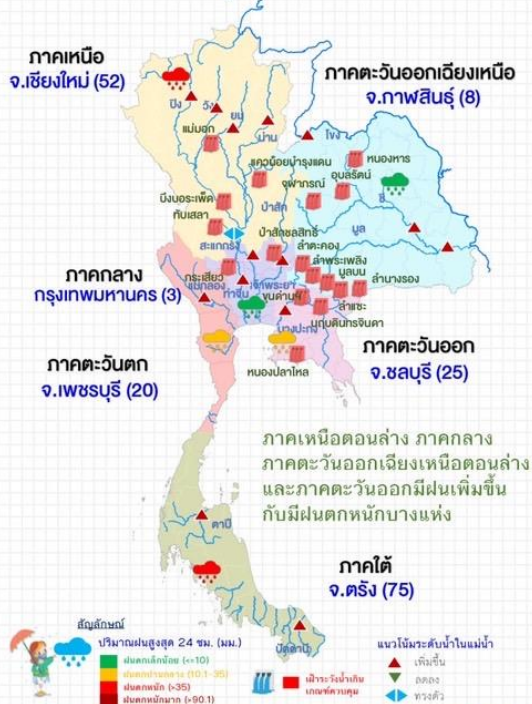 ภาคเหนือ
จ.เชียงใหม่ (52)
ภาคตะวันออกเฉียงเหนือ
จ.กาฬสินธุ์ (8)
ปิง
วัง
ยม
น่าน
โขง
แม่มอก
แควน้อยบำรุงแดน
หนองหาร
จุฬาภรณ์
อุบลรัตน์
ชี
บึงบอระเพ็ด
ทับเสลา
ป่าสัก
มูล
สะแกกรัง
ป่าสักชลสิทธิ์
ลำตะคอง
ลำพระเพลิง
มูลบน
ลำนางรอง
กระเสียว
แม่กลอง
ท่าจีน
เจ้าพระยา
ขุนด่านฯ
ลำแชะ
นฤบดินทรจินดา
บางปะกง
หนองปลาไหล
ภาคกลาง
กรุงเทพมหานคร (3)
ภาคตะวันตก
จ.เพชรบุรี (20)
ภาคตะวันออก
จ.ชลบุรี (25)
ภาคเหนือตอนล่าง ภาคกลาง
ภาคตะวันออกเฉียงเหนือตอนล่าง
และภาคตะวันออกมีฝนเพิ่มขึ้น
กับมีฝนตกหนักบางแห่ง
ตาปี
ภาคใต้
จ.ตรัง (75)
ปัตตานี
สัญลักษณ์
ปริมาณฝนสูงสุด 24 ชม. (มม.)
ฝนตกเล็กน้อย (<=10)
ฝนตกปานกลาง (10.1-35)
ฝนตกหนัก (>35)
ฝนตกหนักมาก (>90.1)
เฝ้าระวังน้ำเกิน
เกณฑ์ควบคุม
แนวโน้มระดับน้ำในแม่น้ำ
เพิ่มขึ้น
ลดลง
ทรงตัว